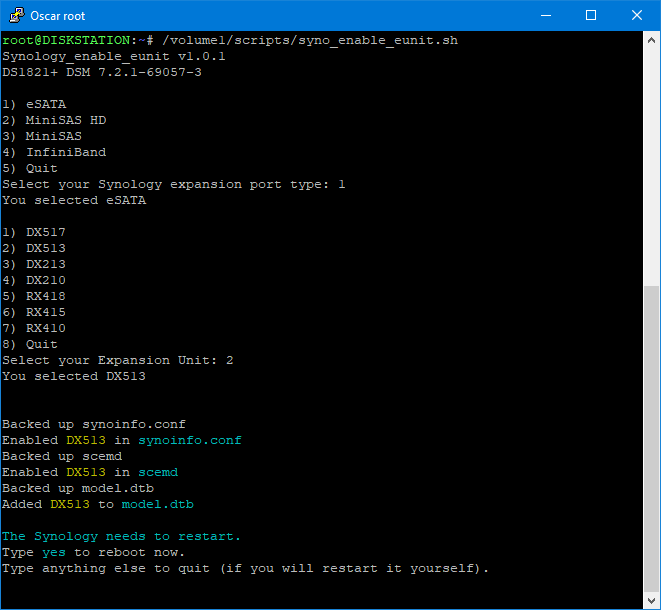 Oscar root
root@DISKSTATION:~# /volume1/scripts/syno_enable_eunit.sh
Synology_enable_eunit v1.0.1
DS1821+ DSM 7.2.1-69057-3
1) eSATA
2) MiniSAS HD
3) MiniSAS
4) InfiniBand
5) Quit
Select your Synology expansion port type: 1
You selected eSATA
1) DX517
2) DX513
3) DX213
4) DX210
5) RX418
6) RX415
7) RX410
8) Quit
Select your Expansion Unit: 2
You selected DX513
Backed up synoinfo.conf
Enabled DX513 in synoinfo.conf
Backed up scemd
Enabled DX513 in scemd
Backed up model.dtb
Added DX513 to model.dtb
The Synology needs to restart.
Type yes to reboot now.
Type anything else to quit (if you will restart it yourself).